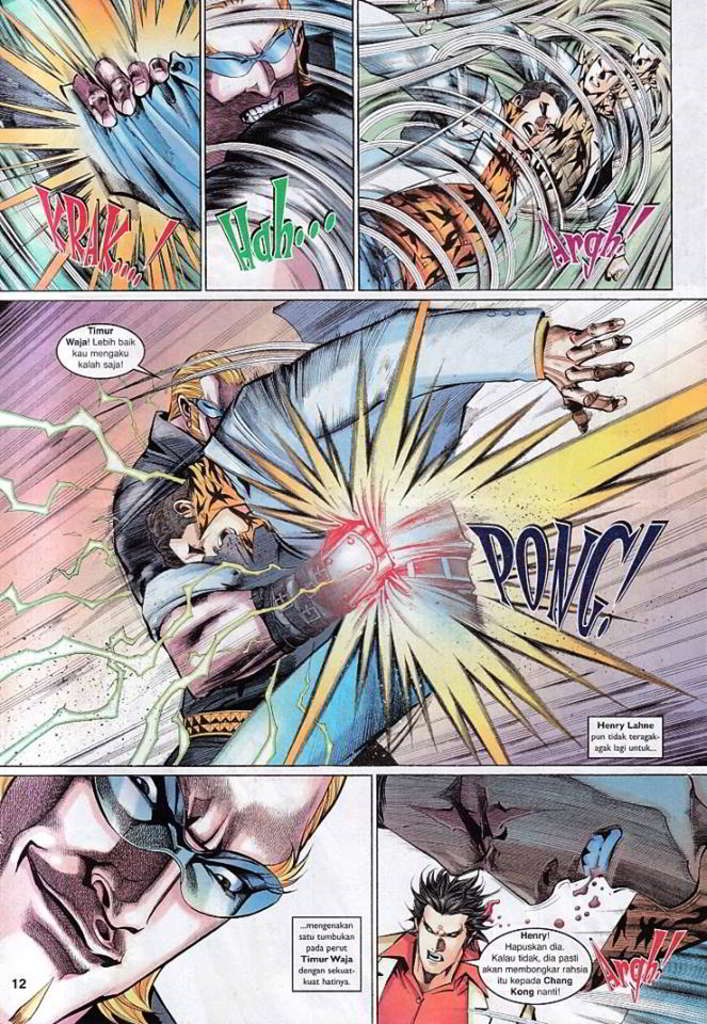 KRAK....!
Hah...
Argh!
Timur
Waja! Lebih baik
kau mengaku
kalah saja!
PONG!
Henry Lahne
pun tidak teragak-
agak lagi untuk...
...mengenakan
satu tumbukan
pada perut
Timur Waja
dengan sekuat-
kuat hatinya.
Henry!
Hapuskan dia.
Kalau tidak, dia pasti
akan membongkar rahsia
itu kepada Chang
Kong nanti!
Argh!
12